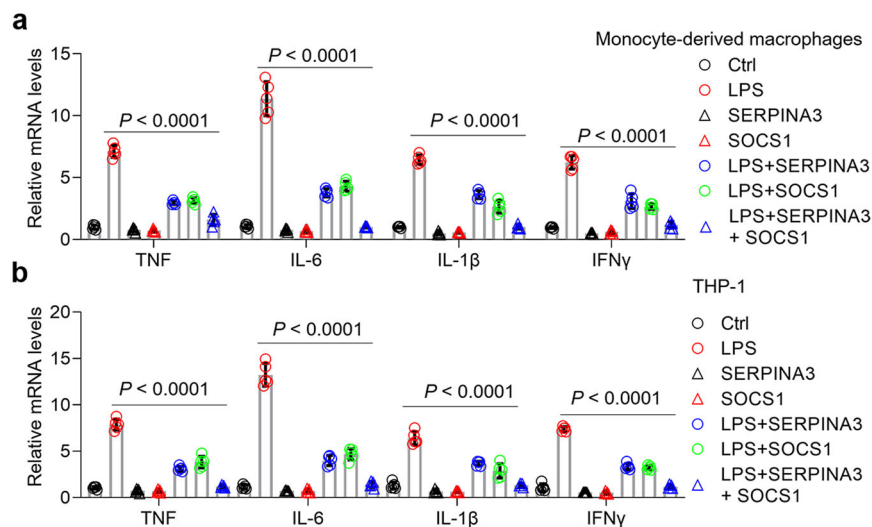 a
Monocyte-derived macrophages
Relative mRNA levels
15
10
5
0
P < 0.0001
P < 0.0001
P < 0.0001
P < 0.0001
TNF
IL-6
IL-1β
IFNγ
Ctrl
LPS
SERPINA3
SOCS1
LPS+SERPINA3
LPS+SOCS1
LPS+SERPINA3
+ SOCS1
b
THP-1
Relative mRNA levels
20
15
10
5
0
P < 0.0001
P < 0.0001
P < 0.0001
P < 0.0001
TNF
IL-6
IL-1β
IFNγ
Ctrl
LPS
SERPINA3
SOCS1
LPS+SERPINA3
LPS+SOCS1
LPS+SERPINA3
+ SOCS1